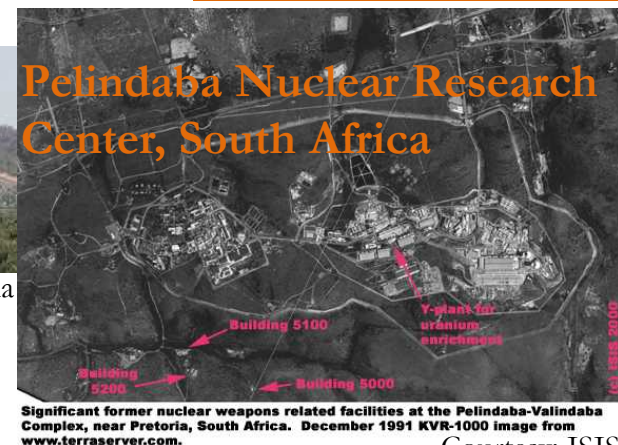 Pelindaba Nuclear Research
Center, South Africa
a
Y-plant for
uranium
enrichment
Building 5100
Building
5200
Building 5000
(c) ISIS 2000
Significant former nuclear weapons related facilities at the Pelindaba-Valindaba
Complex, near Pretoria, South Africa. December 1991 KVR-1000 image from
www.terraserver.com.
Courtesy: ISIS